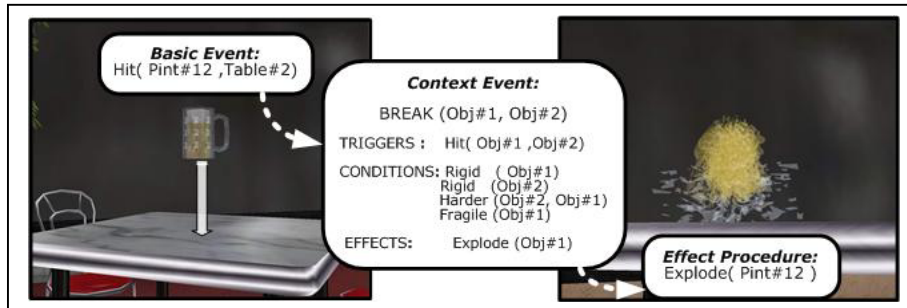 Basic Event:
Hit( Pint#12 ,Table#2)
Context Event:
BREAK (Obj#1, Obj#2)
TRIGGERS : Hit( Obj#1 ,Obj#2)
CONDITIONS: Rigid ( Obj#1)
Rigid (Obj#2)
Harder (Obj#2, Obj#1)
Fragile (Obj#1)
EFFECTS: Explode (Obj#1)
Effect Procedure:
Explode( Pint#12 )